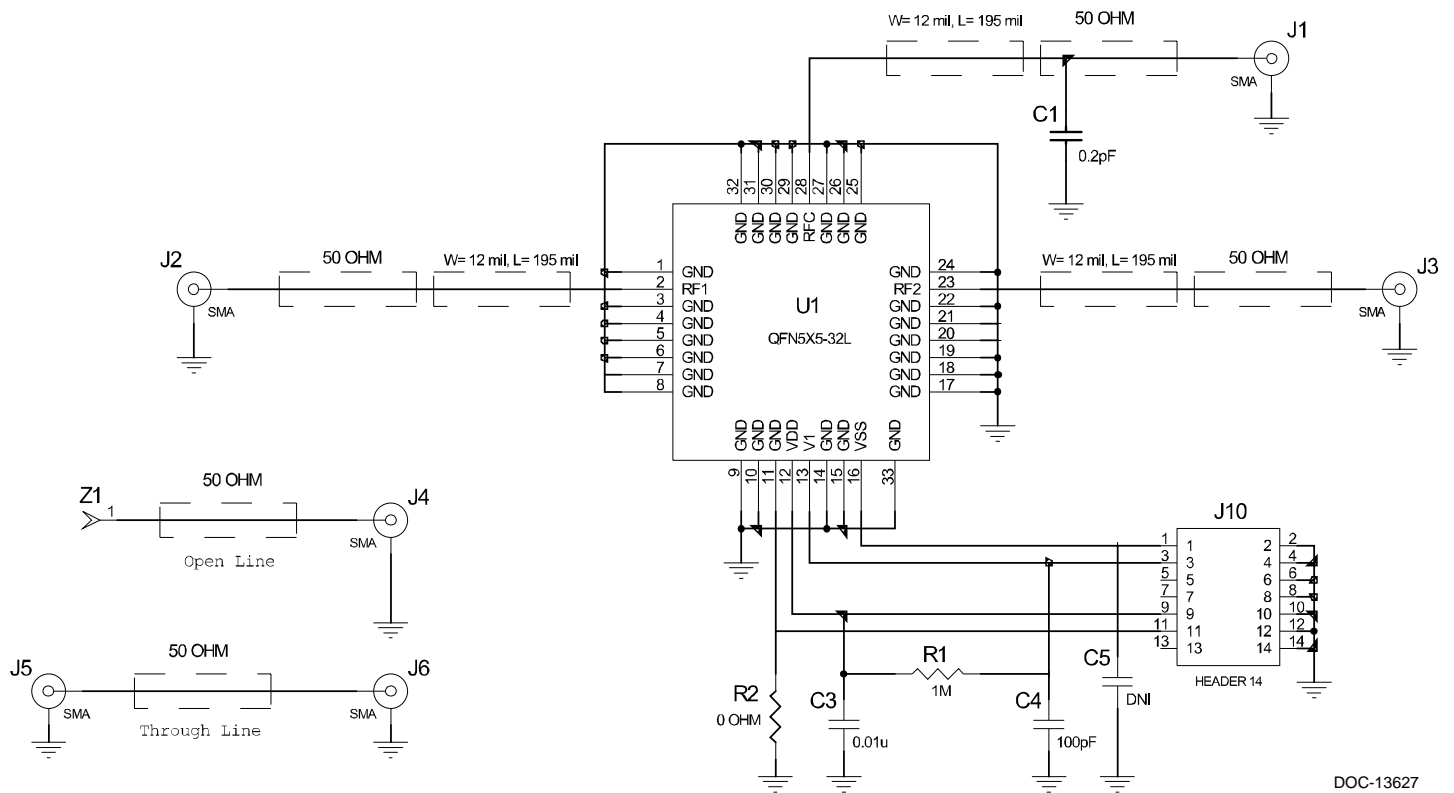 W= 12 mil, L= 195 mil
50 OHM
J1
SMA
C1
0.2pF
32
31
30
29
28
27
26
25
GND
GND
GND
GND
RFC
GND
GND
GND
J2
SMA
50 OHM
W= 12 mil, L= 195 mil
1 GND
2 RF1
3 GND
4 GND
5 GND
6 GND
7 GND
8 GND
U1
QFN5X5-32L
GND 24
RF2 23
GND 22
GND 21
GND 20
GND 19
GND 18
GND 17
W= 12 mil, L= 195 mil
50 OHM
J3
SMA
GND
GND
GND
VDD
V1
GND
GND
VSS
GND
9
10
11
12
13
14
15
16
33
Z1
1
50 OHM
J4
SMA
Open Line
J10
1 1 2 2
3 3 4 4
5 5 6 6
7 7 8 8
9 9 10 10
11 11 12 12
13 13 14 14
HEADER 14
J5
SMA
50 OHM
J6
SMA
Through Line
R2
0 OHM
C3
0.01u
R1
1M
C4
100pF
C5
DNI
DOC-13627